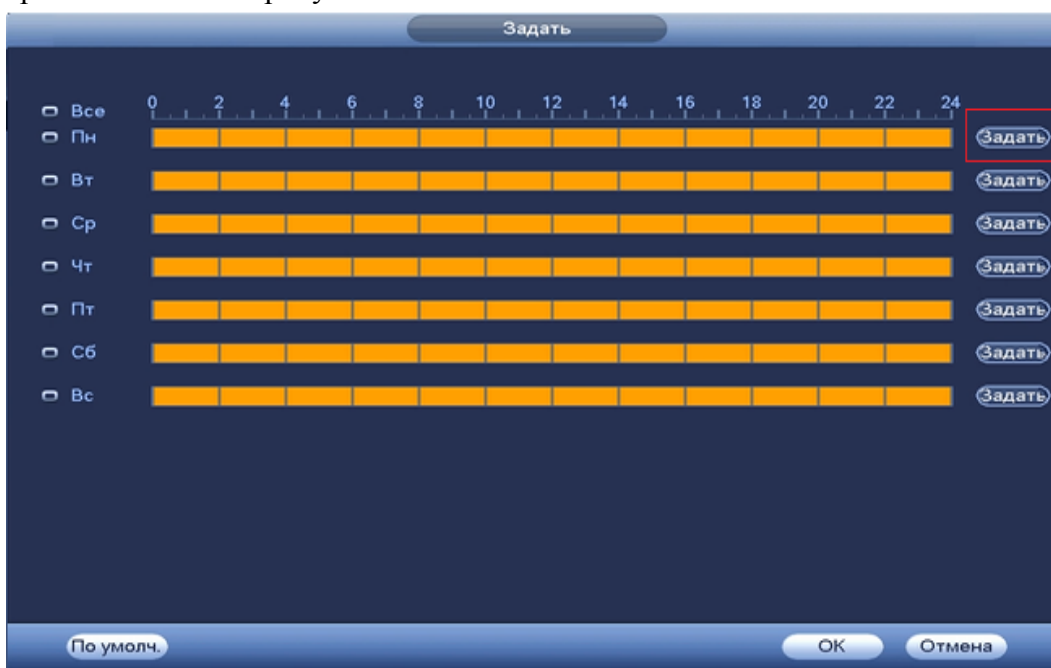 Задать
Все 0 2 4 6 8 10 12 14 16 18 20 22 24
Пн Задать
Вт Задать
Ср Задать
Чт Задать
Пт Задать
Сб Задать
Вс Задать
По умолч. OK Отмена